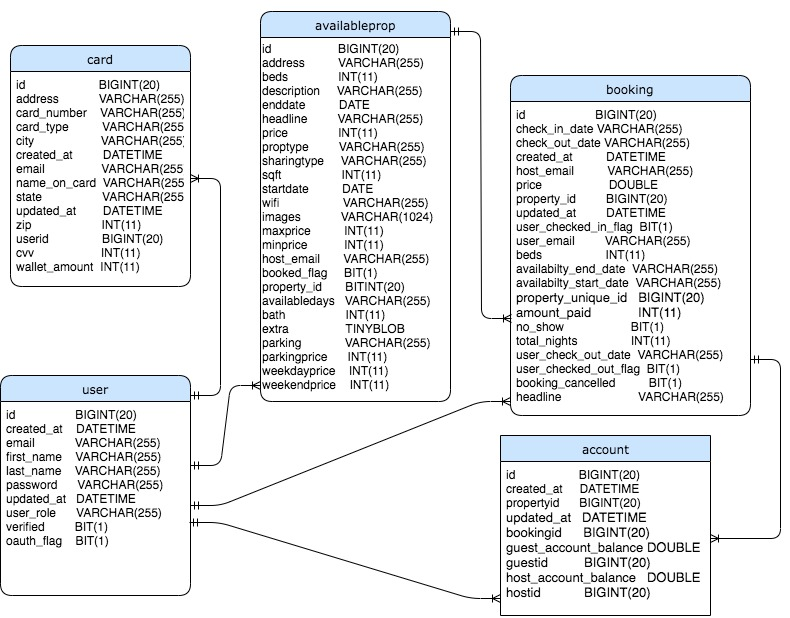 card
id BIGINT(20)
address VARCHAR(255)
card_number VARCHAR(255)
card_type VARCHAR(255
city VARCHAR(255)
created_at DATETIME
email VARCHAR(255
name_on_card VARCHAR(255
state VARCHAR(255
updated_at DATETIME
zip INT(11)
userid BIGINT(20)
cvv INT(11)
wallet_amount INT(11)
availableprop
id BIGINT(20)
address VARCHAR(255)
beds INT(11)
description VARCHAR(255)
enddate DATE
headline VARCHAR(255)
price INT(11)
proptype VARCHAR(255)
sharingtype VARCHAR(255)
sqft INT(11)
startdate DATE
wifi VARCHAR(255)
images VARCHAR(1024)
maxprice INT(11)
minprice INT(11)
host_email VARCHAR(255)
booked_flag BIT(1)
property_id BITINT(20)
availabledays VARCHAR(255)
bath INT(11)
extra TINYBLOB
parking VARCHAR(255)
parkingprice INT(11)
weekdayprice INT(11)
weekendprice INT(11)
booking
id BIGINT(20)
check_in_date VARCHAR(255)
check_out_date VARCHAR(255)
created_at DATETIME
host_email VARCHAR(255)
price DOUBLE
property_id BIGINT(20)
updated_at DATETIME
user_checked_in_flag BIT(1)
user_email VARCHAR(255)
beds INT(11)
availabilty_end_date VARCHAR(255)
availabilty_start_date VARCHAR(255)
property_unique_id BIGINT(20)
amount_paid INT(11)
no_show BIT(1)
total_nights INT(11)
user_check_out_date VARCHAR(255)
user_checked_out_flag BIT(1)
booking_cancelled BIT(1)
headline VARCHAR(255)
user
id BIGINT(20)
created_at DATETIME
email VARCHAR(255)
first_name VARCHAR(255)
last_name VARCHAR(255)
password VARCHAR(255)
updated_at DATETIME
user_role VARCHAR(255)
verified BIT(1)
oauth_flag BIT(1)
account
id BIGINT(20)
created_at DATETIME
propertyid BIGINT(20)
updated_at DATETIME
bookingid BIGINT(20)
guest_account_balance DOUBLE
guestid BIGINT(20)
host_account_balance DOUBLE
hostid BIGINT(20)